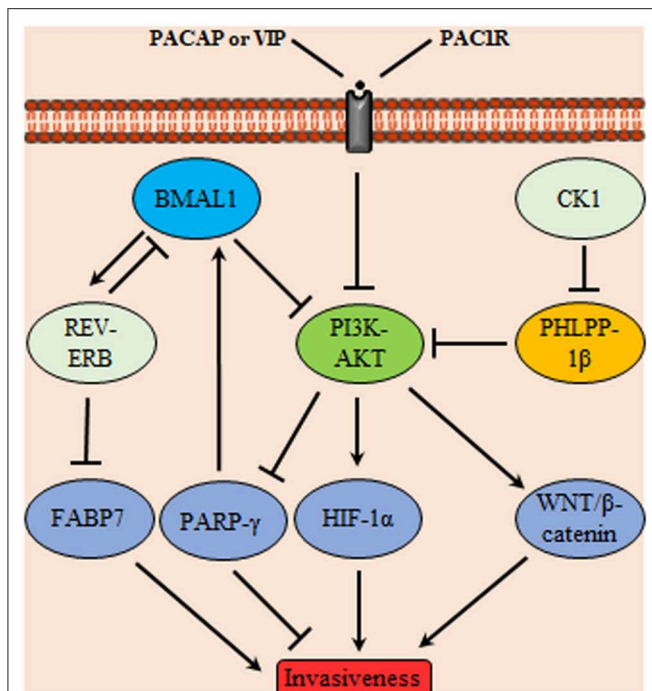 PACAP or VIP
PAC1R
BMAL1
CK1
REV-
ERB
PI3K-
AKT
PHLPP-
1β
FABP7
PARP-γ
HIF-1α
WNT/β-
catenin
Invasiveness